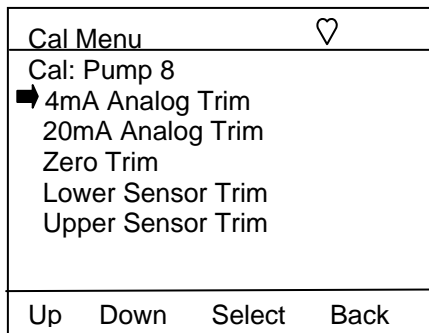 Cal Menu ♡
Cal: Pump 8
4mA Analog Trim
20mA Analog Trim
Zero Trim
Lower Sensor Trim
Upper Sensor Trim
Up Down Select Back